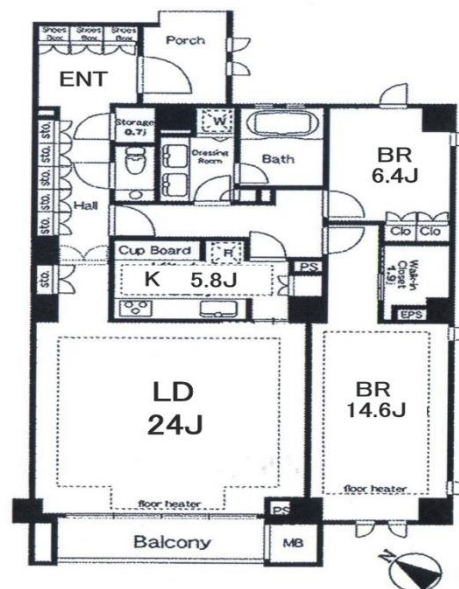 Shoes Box
Shoes Box
Shoes Box
Porch
ENT
Storage
0.7j
W
Dressing
Room
Bath
BR
6.4J
sto.
sto.
sto.
sto.
sto.
Hall
Clo
Clo
Cup Board
R
K 5.8J
PS
Walk-in
Closet
1.9j
EPS
sto.
LD
24J
BR
14.6J
floor heater
floor heater
PS
Balcony
MB
N